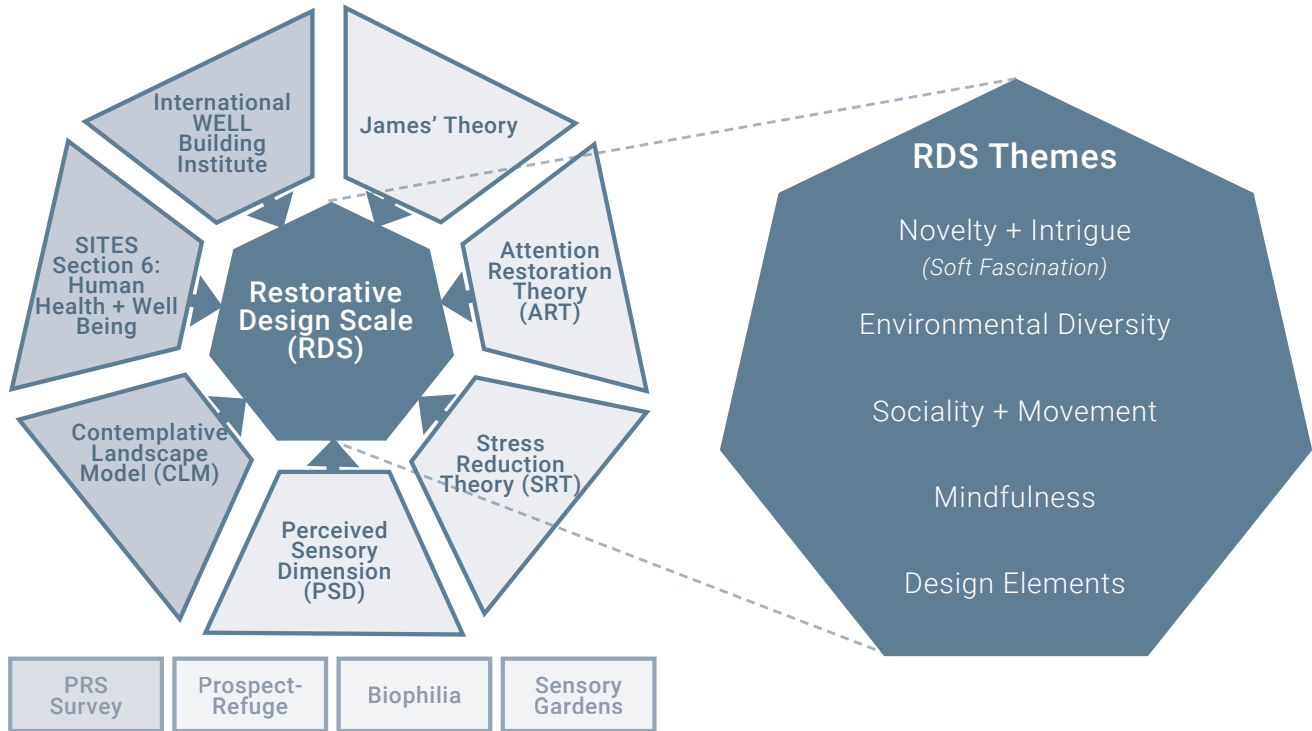 International
WELL
Building
Institute
James’ Theory
SITES
Section 6:
Human
Health + Well
Being
Attention
Restoration
Theory
(ART)
Restorative
Design Scale
(RDS)
Contemplative
Landscape
Model (CLM)
Stress
Reduction
Theory (SRT)
Perceived
Sensory
Dimension
(PSD)
PRS
Survey
Prospect-
Refuge
Biophilia
Sensory
Gardens
RDS Themes
Novelty + Intrigue
(Soft Fascination)
Environmental Diversity
Sociality + Movement
Mindfulness
Design Elements